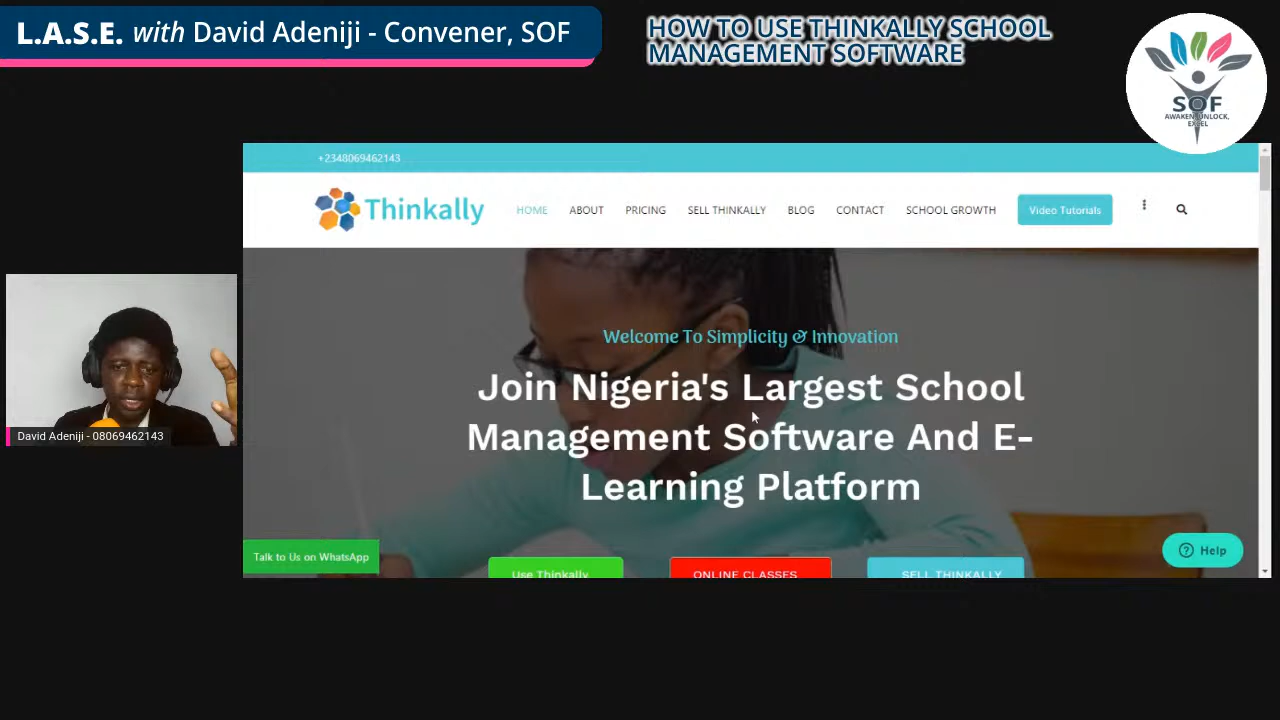 L.A.S.E. with David Adeniji - Convener, SOF
HOW TO USE THINKALLY SCHOOL
MANAGEMENT SOFTWARE
SOF
AWAKEN, UNLOCK,
EXCEL
+2348069462143
Thinkally
HOME
ABOUT
PRICING
SELL THINKALLY
BLOG
CONTACT
SCHOOL GROWTH
Video Tutorials
Welcome To Simplicity & Innovation
Join Nigeria's Largest School
Management Software And E-
Learning Platform
David Adeniji - 08069462143
Talk to Us on WhatsApp
Help
Use Thinkally
ONLINE CLASSES
SELL THINKALLY